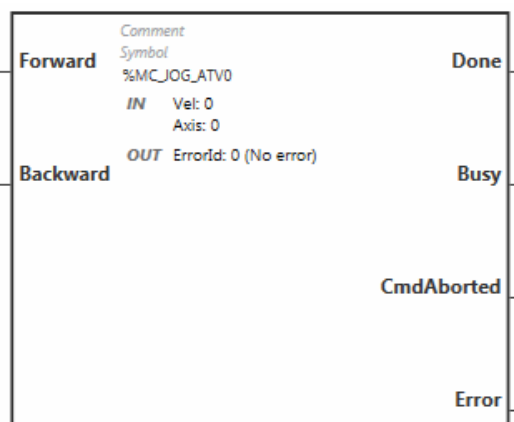 Comment
Forward
Symbol
Done
%MC_JOG_ATV0
IN Vel: 0
Axis: 0
OUT ErrorId: 0 (No error)
Backward
Busy
CmdAborted
Error